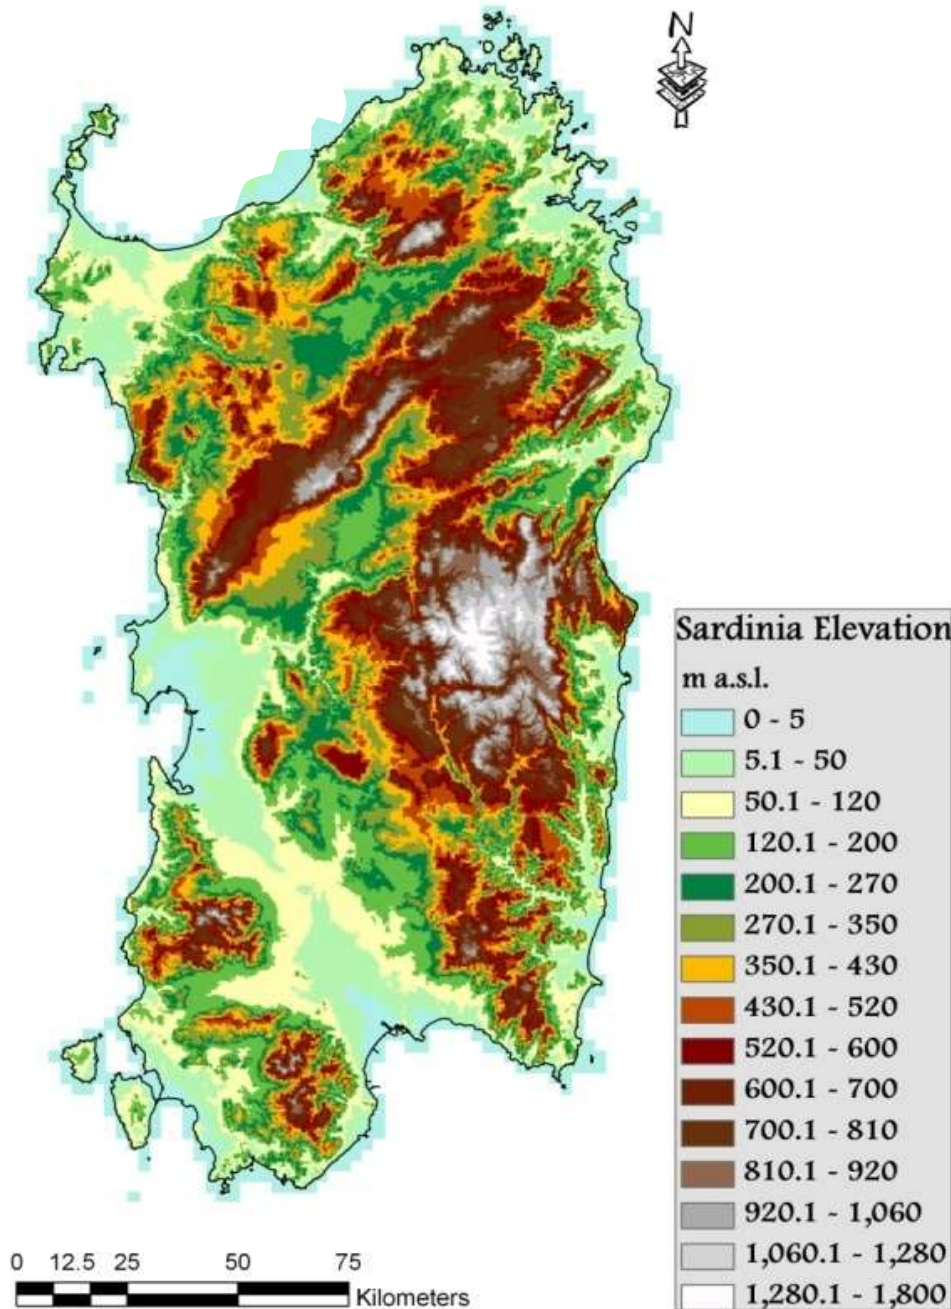 N
Sardinia Elevation
m a.s.l.
0 - 5
5.1 - 50
50.1 - 120
120.1 - 200
200.1 - 270
270.1 - 350
350.1 - 430
430.1 - 520
520.1 - 600
600.1 - 700
700.1 - 810
810.1 - 920
920.1 - 1,060
1,060.1 - 1,280
1,280.1 - 1,800
0 12.5 25 50 75
Kilometers